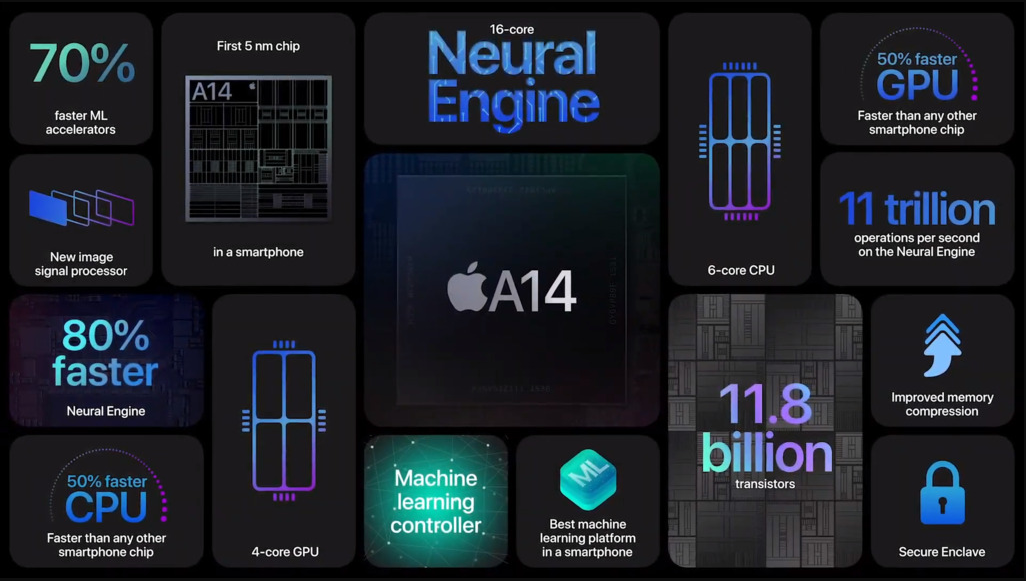 70%
faster ML
accelerators
First 5 nm chip
A14
in a smartphone
16-core
Neural
Engine
6-core CPU
50% faster
GPU
Faster than any other
smartphone chip
New image
signal processor
A14
11 trillion
operations per second
on the Neural Engine
80%
faster
Neural Engine
4-core GPU
11.8
billion
transistors
Improved memory
compression
50% faster
CPU
Faster than any other
smartphone chip
Machine
learning
controller
ML
Best machine
learning platform
in a smartphone
Secure Enclave